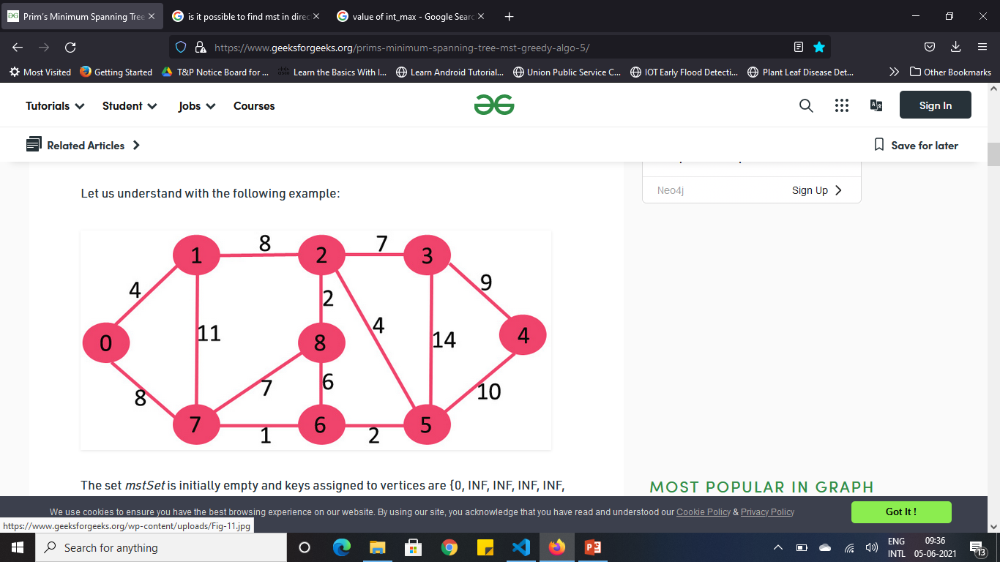 Prim's Minimum Spanning Tree
is it possible to find mst in direc
value of int_max - Google Searc
https://www.geeksforgeeks.org/prims-minimum-spanning-tree-mst-greedy-algo-5/
Most Visited Getting Started T&P Notice Board for ... Learn the Basics With I... Learn Android Tutorial... Union Public Service C... IOT Early Flood Detecti... Plant Leaf Disease Det... Other Bookmarks
Tutorials Student Jobs Courses Sign In
Related Articles Save for later
Neo4j Sign Up
Let us understand with the following example:
8 7
1 2 3
4 2 9
11 4 14
0 8 4
7 6 10
8
7 6 5
1 2
The set mstSet is initially empty and keys assigned to vertices are {0, INF, INF, INF, INF,
MOST POPULAR IN GRAPH
We use cookies to ensure you have the best browsing experience on our website. By using our site, you acknowledge that you have read and understood our Cookie Policy & Privacy Policy
Got It !
https://www.geeksforgeeks.org/wp-content/uploads/Fig-11.jpg
Search for anything
ENG
INTL
09:36
05-06-2021
13